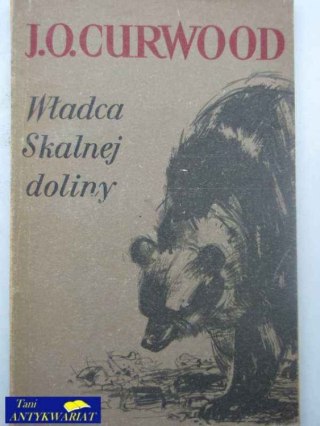 J.O.CURWOOD
Władca
Skalnej
doliny
Tani
ANTYKWARIAT